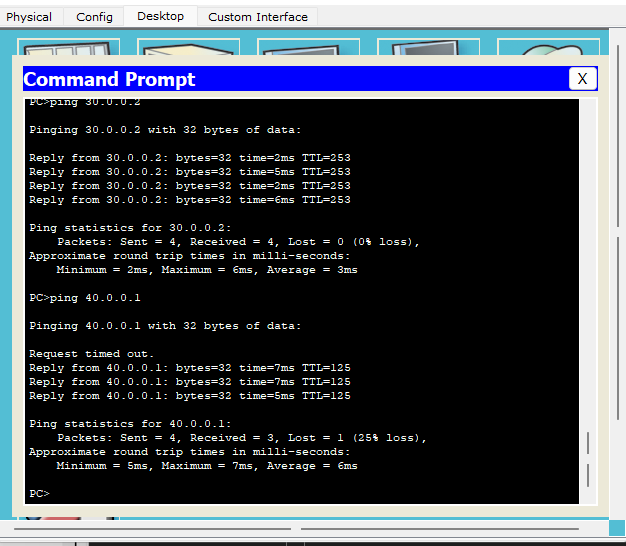 Physical Config Desktop Custom Interface
Command Prompt X
PC>ping 30.0.0.2
Pinging 30.0.0.2 with 32 bytes of data:
Reply from 30.0.0.2: bytes=32 time=2ms TTL=253
Reply from 30.0.0.2: bytes=32 time=5ms TTL=253
Reply from 30.0.0.2: bytes=32 time=2ms TTL=253
Reply from 30.0.0.2: bytes=32 time=6ms TTL=253
Ping statistics for 30.0.0.2:
Packets: Sent = 4, Received = 4, Lost = 0 (0% loss),
Approximate round trip times in milli-seconds:
Minimum = 2ms, Maximum = 6ms, Average = 3ms
PC>ping 40.0.0.1
Pinging 40.0.0.1 with 32 bytes of data:
Request timed out.
Reply from 40.0.0.1: bytes=32 time=7ms TTL=125
Reply from 40.0.0.1: bytes=32 time=7ms TTL=125
Reply from 40.0.0.1: bytes=32 time=5ms TTL=125
Ping statistics for 40.0.0.1:
Packets: Sent = 4, Received = 3, Lost = 1 (25% loss),
Approximate round trip times in milli-seconds:
Minimum = 5ms, Maximum = 7ms, Average = 6ms
PC>